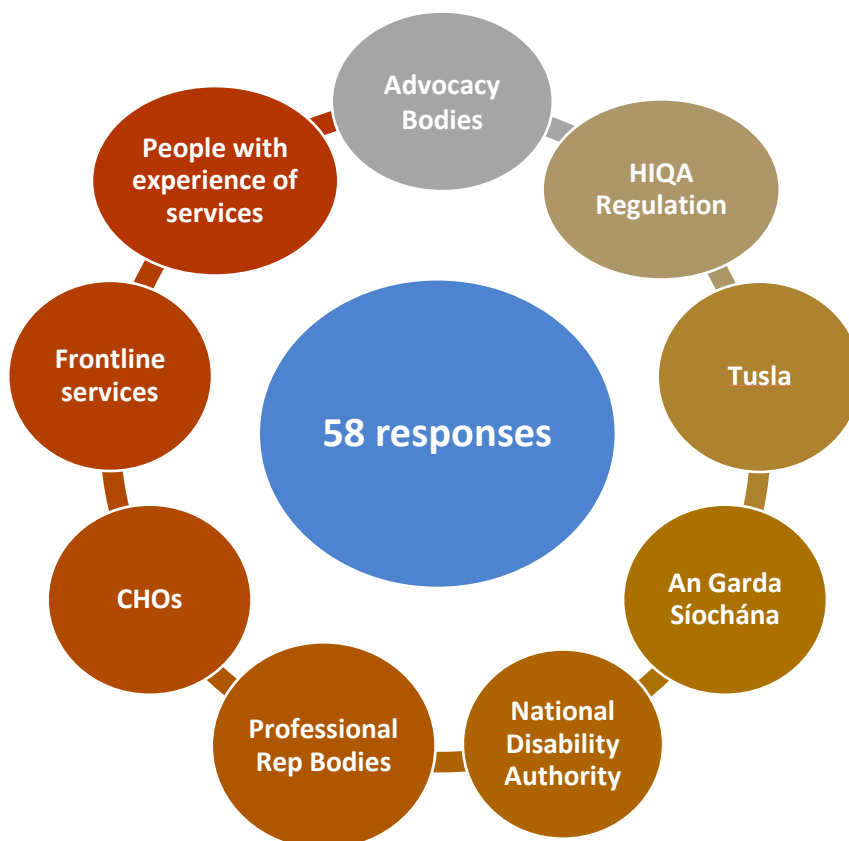 Advocacy
Bodies
HIQA
Regulation
Tusla
An Garda
Síochána
National
Disability
Authority
Professional
Rep Bodies
CHOs
Frontline
services
People with
experience of
services
58 responses